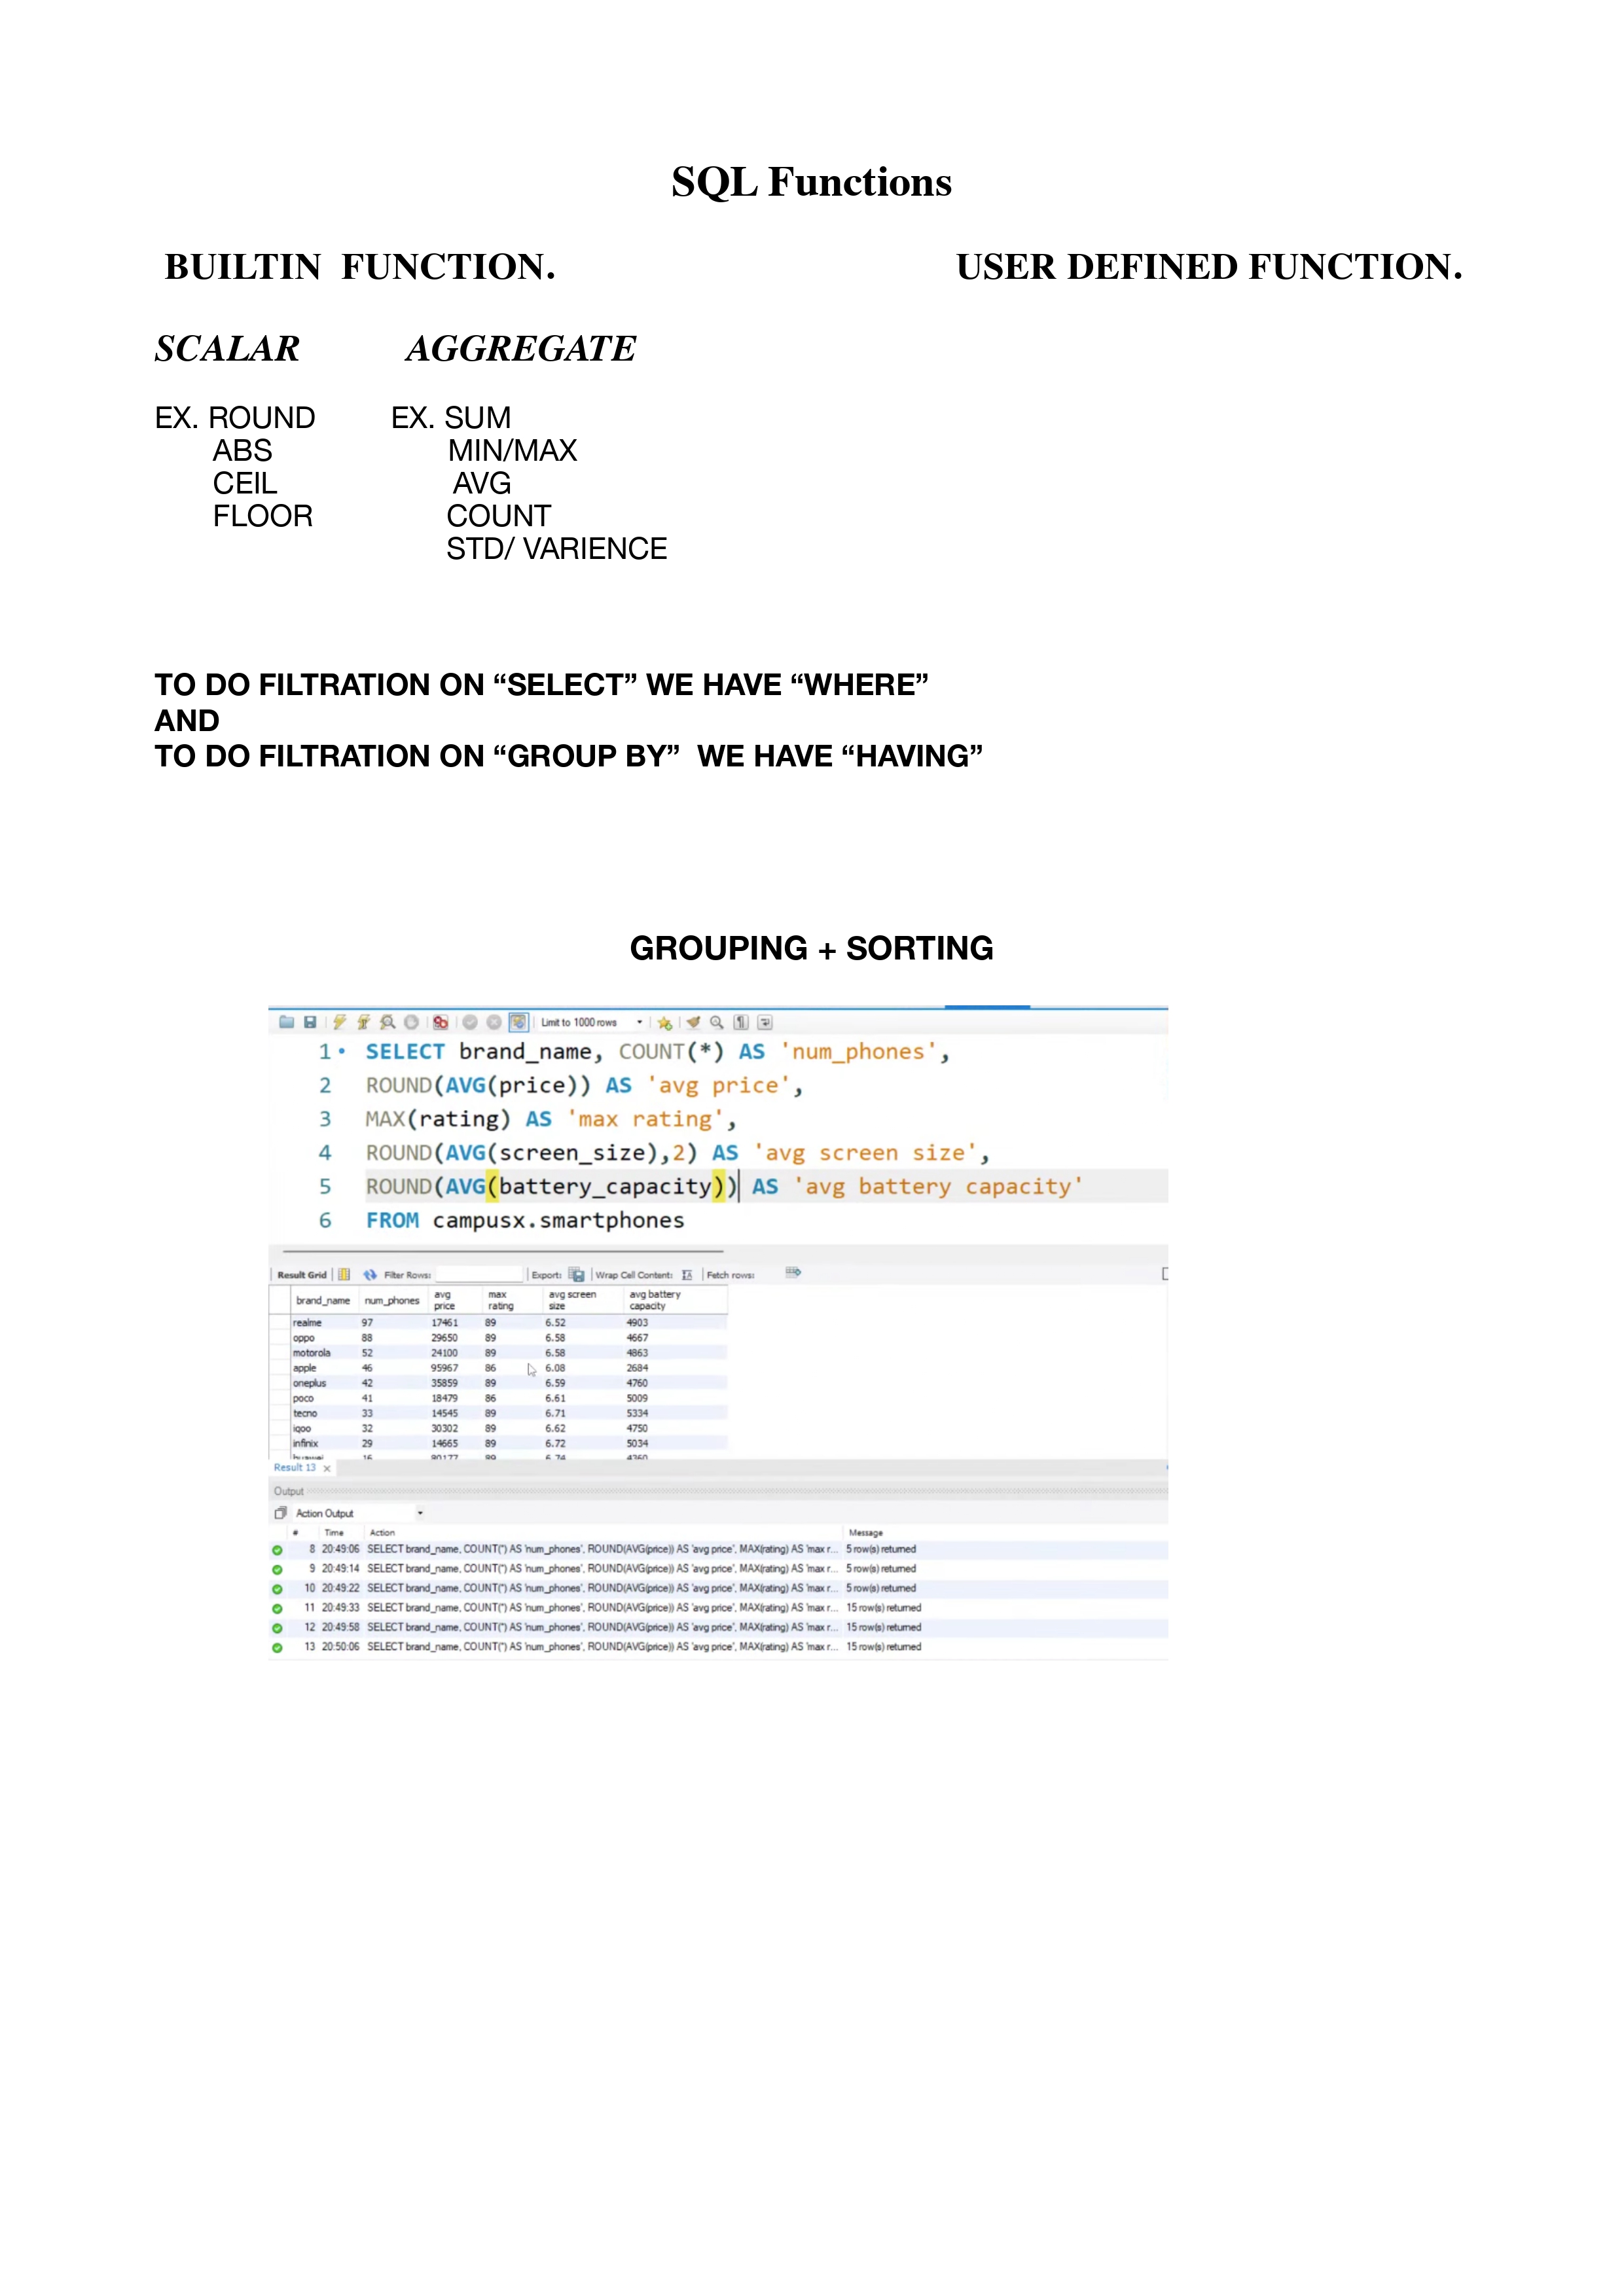 SQL Functions
BUILTIN FUNCTION. USER DEFINED FUNCTION.
SCALAR AGGREGATE
EX. ROUND EX. SUM
ABS MIN/MAX
CEIL AVG
FLOOR COUNT
STD/ VARIENCE
TO DO FILTRATION ON “SELECT” WE HAVE “WHERE”
AND
TO DO FILTRATION ON “GROUP BY” WE HAVE “HAVING”
GROUPING + SORTING
Limit to 1000 rows
1 SELECT brand_name, COUNT(*) AS 'num_phones',
2 ROUND(AVG(price)) AS 'avg price',
3 MAX(rating) AS 'max rating',
4 ROUND(AVG(screen_size),2) AS 'avg screen size',
5 ROUND(AVG(battery_capacity)) AS 'avg battery capacity'
6 FROM campusx.smartphones
Result Grid Filter Rows: Export: Wrap Cell Content: Fetch rows:
brand_name num_phones avg price max rating avg screen size avg battery capacity
realme 97 17461 89 6.52 4903
oppo 88 29650 89 6.58 4667
motorola 52 24100 89 6.58 4863
apple 46 95967 86 6.08 2684
oneplus 42 35859 89 6.59 4760
poco 41 18479 86 6.61 5009
tecno 33 14545 89 6.71 5334
iqoo 32 30302 89 6.62 4750
infinix 29 14665 89 6.72 5034
huawei 16 80177 89 6.74 4360
Result 13 x
Output
Action Output
# Time Action Message
8 20:49:06 SELECT brand_name, COUNT(*) AS 'num_phones', ROUND(AVG(price)) AS 'avg price', MAX(rating) AS 'max r... 5 row(s) returned
9 20:49:14 SELECT brand_name, COUNT(*) AS 'num_phones', ROUND(AVG(price)) AS 'avg price', MAX(rating) AS 'max r... 5 row(s) returned
10 20:49:22 SELECT brand_name, COUNT(*) AS 'num_phones', ROUND(AVG(price)) AS 'avg price', MAX(rating) AS 'max r... 5 row(s) returned
11 20:49:33 SELECT brand_name, COUNT(*) AS 'num_phones', ROUND(AVG(price)) AS 'avg price', MAX(rating) AS 'max r... 15 row(s) returned
12 20:49:58 SELECT brand_name, COUNT(*) AS 'num_phones', ROUND(AVG(price)) AS 'avg price', MAX(rating) AS 'max r... 15 row(s) returned
13 20:50:06 SELECT brand_name, COUNT(*) AS 'num_phones', ROUND(AVG(price)) AS 'avg price', MAX(rating) AS 'max r... 15 row(s) returned